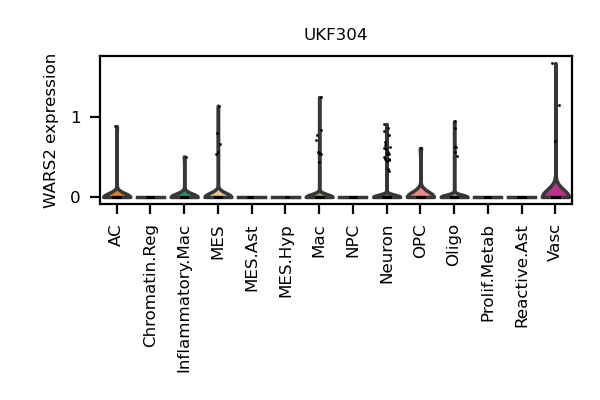 UKF304
WARS2 expression
1
0
AC
Chromatin.Reg
Inflammatory.Mac
MES
MES.Ast
MES.Hyp
Mac
NPC
Neuron
OPC
Oligo
Prolif.Metab
Reactive.Ast
Vasc